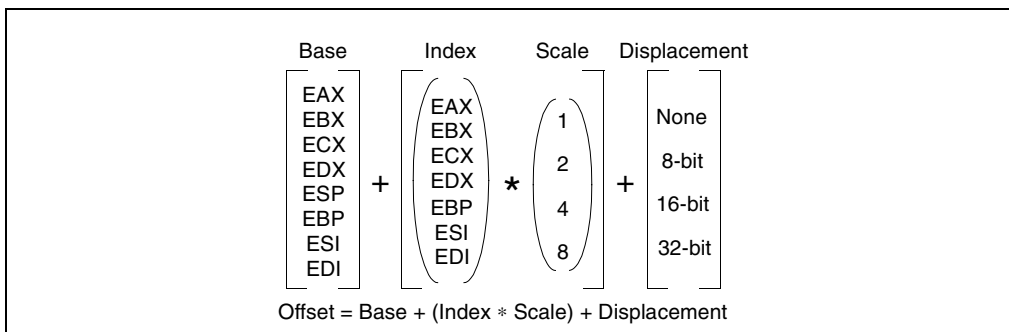 Base Index Scale Displacement
EAX
EBX
ECX
EDX
ESP
EBP
ESI
EDI
+
EAX
EBX
ECX
EDX
EBP
ESI
EDI
*
1
2
4
8
+
None
8-bit
16-bit
32-bit
Offset = Base + (Index * Scale) + Displacement